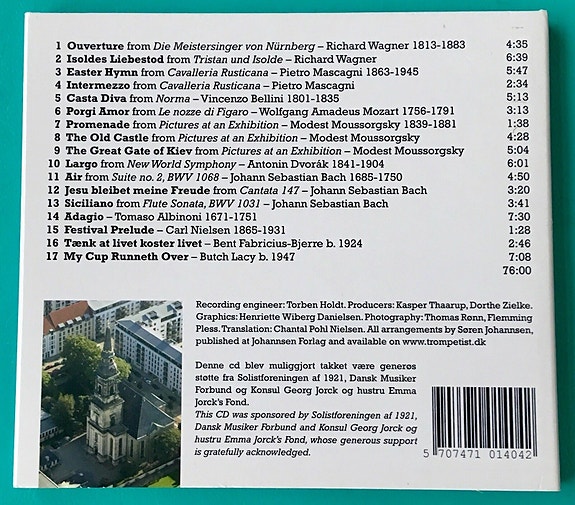 1 Ouverture from Die Meistersinger von Nürnberg – Richard Wagner 1813-1883 4:35
2 Isoldes Liebestod from Tristan und Isolde – Richard Wagner 6:39
3 Easter Hymn from Cavalleria Rusticana – Pietro Mascagni 1863-1945 5:47
4 Intermezzo from Cavalleria Rusticana – Pietro Mascagni 2:34
5 Casta Diva from Norma – Vincenzo Bellini 1801-1835 5:13
6 Porgi Amor from Le nozze di Figaro – Wolfgang Amadeus Mozart 1756-1791 3:13
7 Promenade from Pictures at an Exhibition – Modest Moussorgsky 1839-1881 1:38
8 The Old Castle from Pictures at an Exhibition – Modest Moussorgsky 4:28
9 The Great Gate of Kiev from Pictures at an Exhibition – Modest Moussorgsky 5:04
10 Largo from New World Symphony – Antonin Dvorák 1841-1904 6:01
11 Air from Suite no. 2, BWV 1068 – Johann Sebastian Bach 1685-1750 4:50
12 Jesu bleibet meine Freude from Cantata 147 – Johann Sebastian Bach 3:20
13 Siciliano from Flute Sonata, BWV 1031 – Johann Sebastian Bach 3:41
14 Adagio – Tomaso Albinoni 1671-1751 7:30
15 Festival Prelude – Carl Nielsen 1865-1931 1:28
16 Tænk at livet koster livet – Bent Fabricius-Bjerre b. 1924 2:46
17 My Cup Runneth Over – Butch Lacy b. 1947 7:08
76:00
Recording engineer: Torben Holdt. Producers: Kasper Thaarup, Dorthe Zielke.
Graphics: Henriette Wiberg Danielsen. Photography: Thomas Rønn, Flemming
Pless. Translation: Chantal Pohl Nielsen. All arrangements by Søren Johannsen,
published at Johannsen Forlag and available on www.trompetist.dk
Denne cd blev muliggjort takket være generøs
støtte fra Solistforeningen af 1921, Dansk Musiker
Forbund og Konsul Georg Jorck og hustru Emma
Jorck's Fond.
This CD was sponsored by Solistforeningen af 1921,
Dansk Musiker Forbund and Konsul Georg Jorck og
hustru Emma Jorck's Fond, whose generous support
is gratefully acknowledged.
5 707471 014042